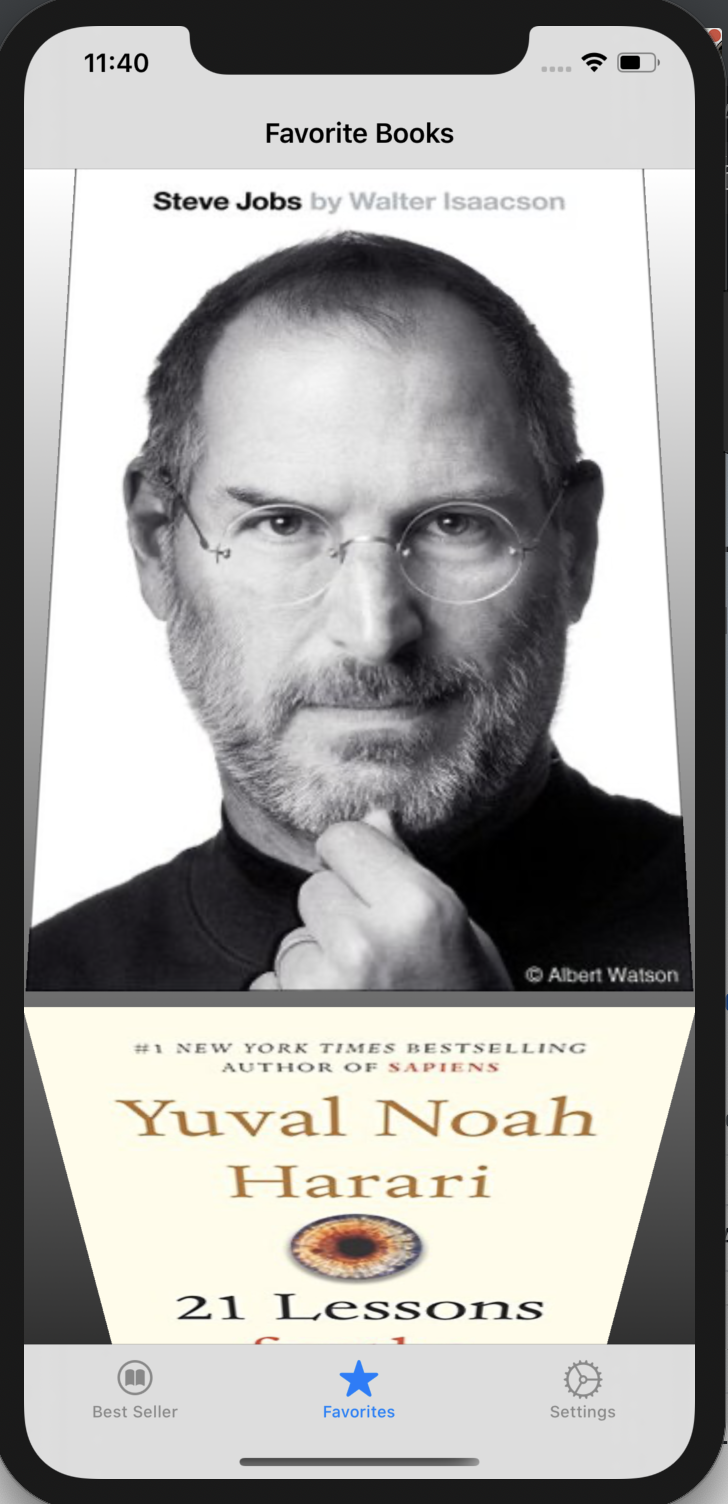 11:40
Favorite Books
Steve Jobs by Walter Isaacson
© Albert Watson
#1 NEW YORK TIMES BESTSELLING
AUTHOR OF SAPIENS
Yuval Noah
Harari
21 Lessons
Best Seller
Favorites
Settings